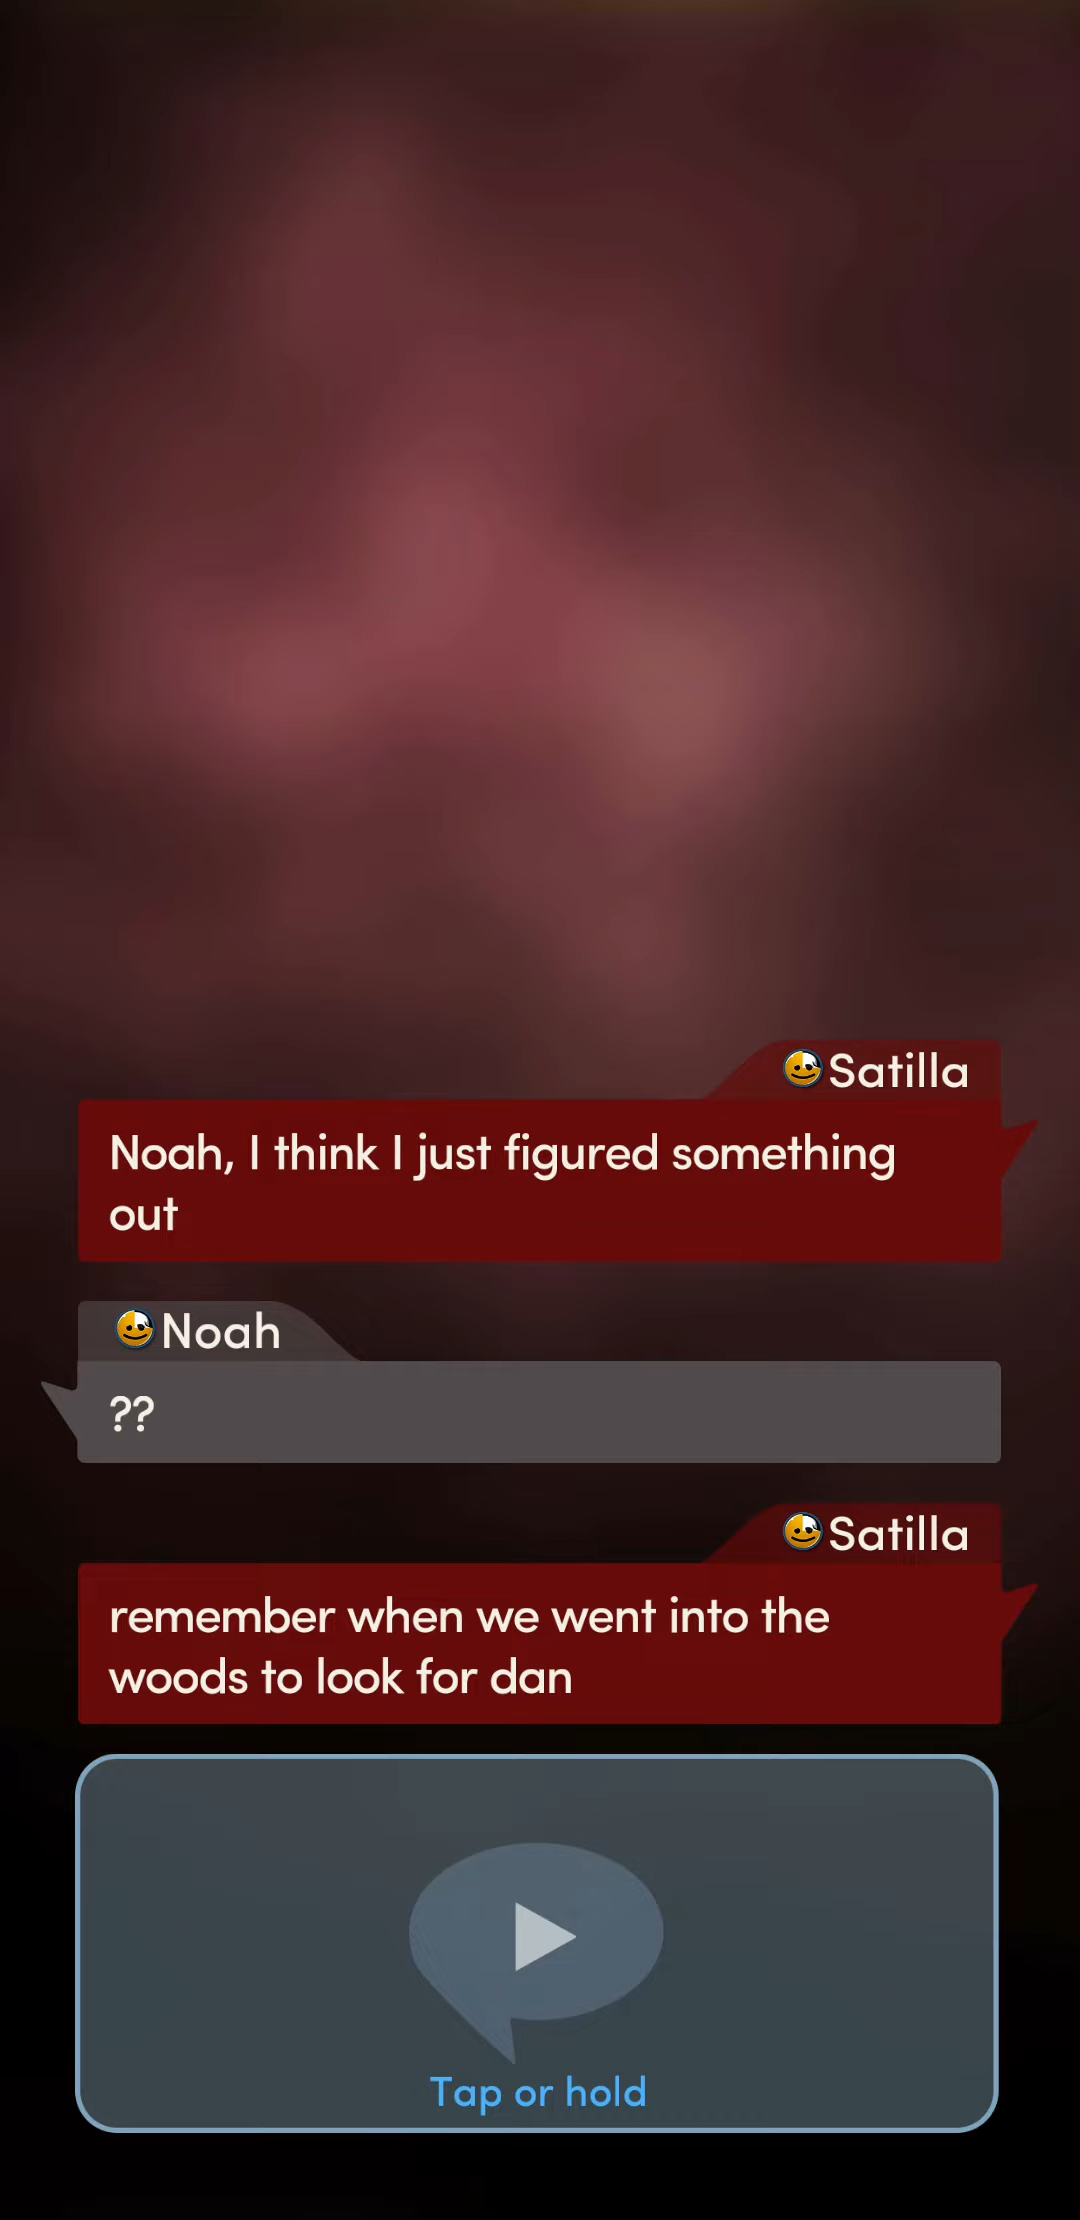 Satilla
Noah, I think I just figured something
out
Noah
??
Satilla
remember when we went into the
woods to look for dan
Tap or hold